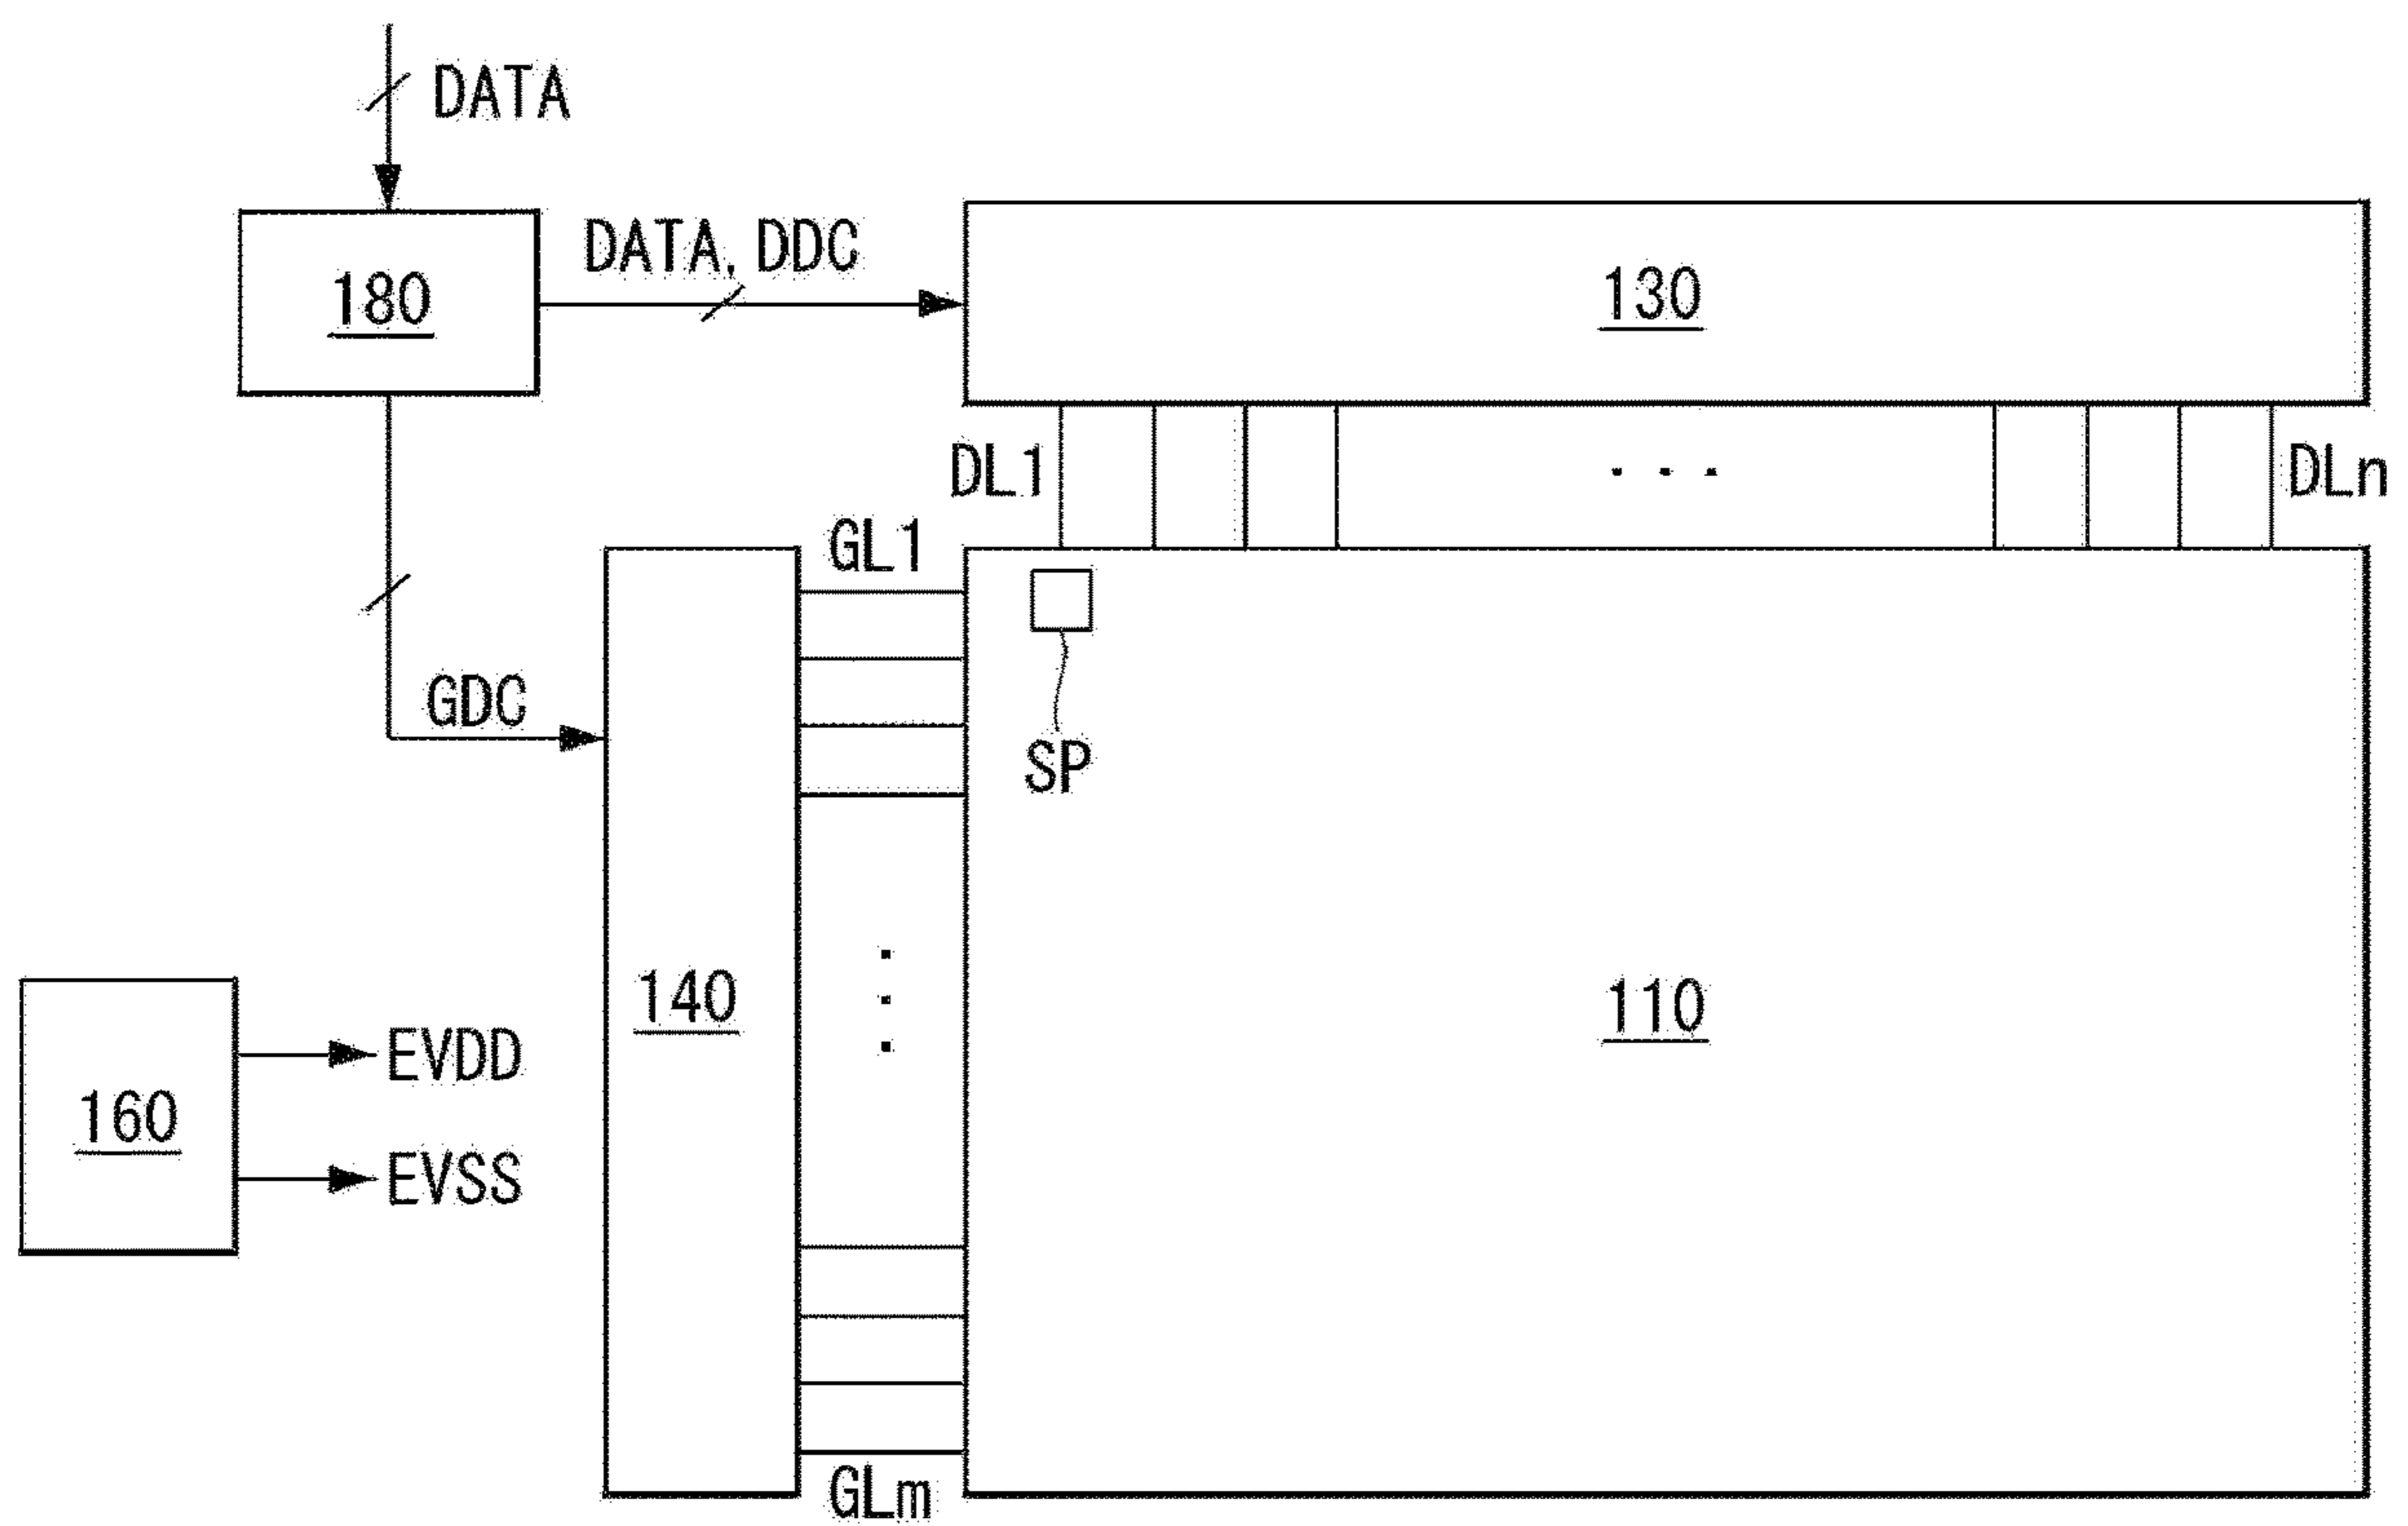 DATA
180
DATA, DDC
130
DL1
. . .
DLn
GL1
SP
GDC
140
110
EVDD
160
EVSS
GLm